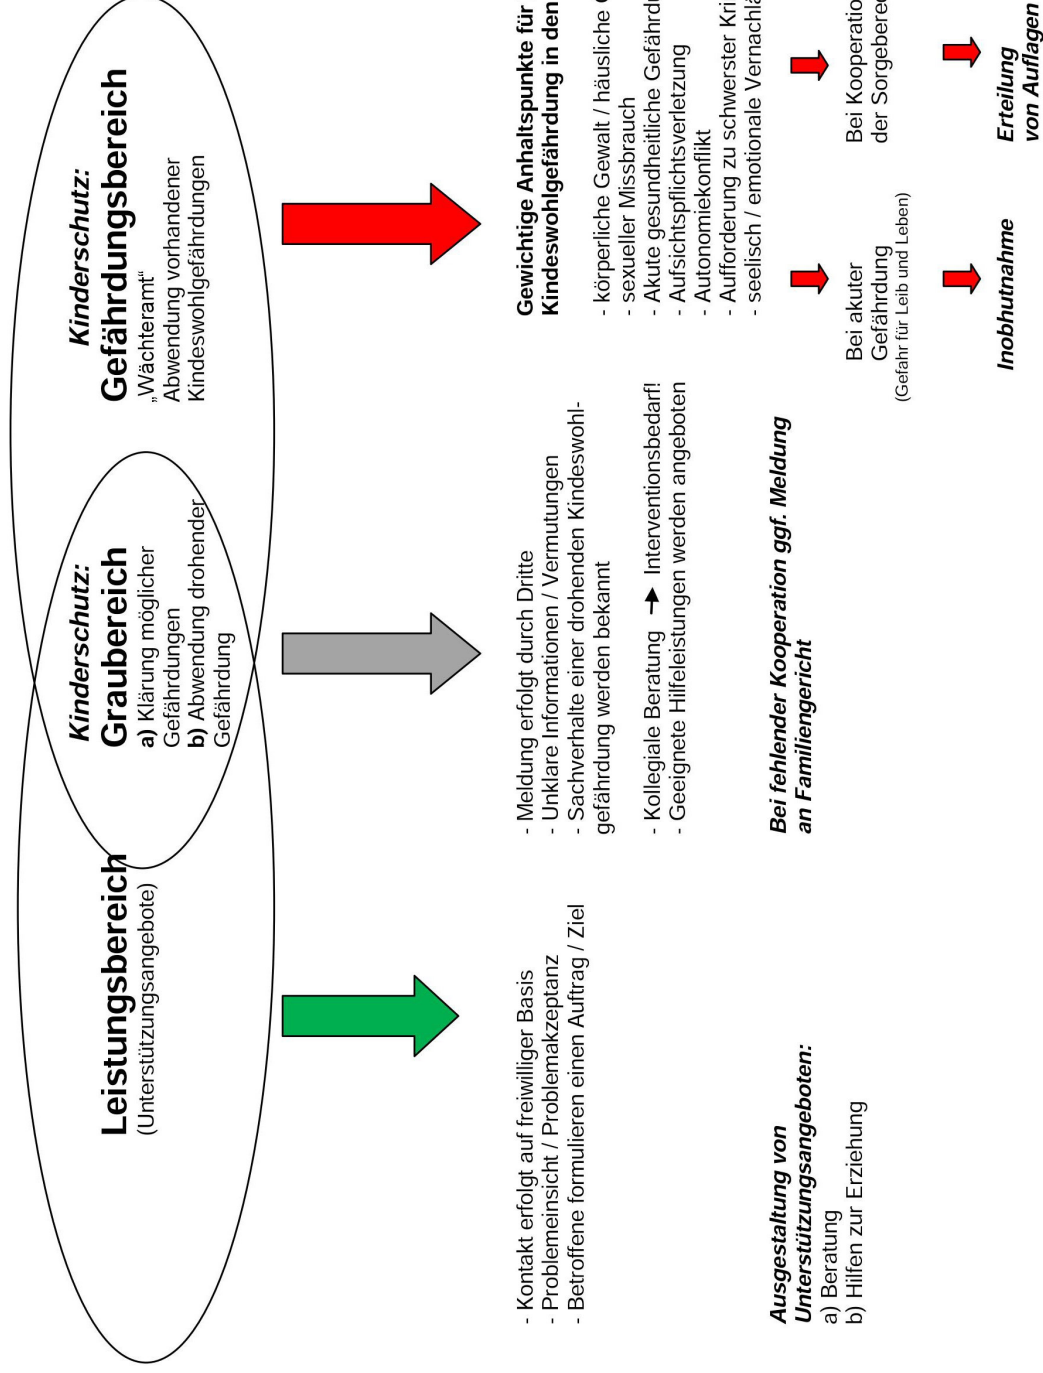 Leistungsbereich
(Unterstützungsangebote)
Kinderschutz:
Graubereich
a) Klärung möglicher
Gefährdungen
b) Abwendung drohender
Gefährdung
Kinderschutz:
Gefährdungsbereich
„Wächteramt“
Abwendung vorhandener
Kindeswohlgefährdungen
- Kontakt erfolgt auf freiwilliger Basis
- Problemeinsicht / Problemakzeptanz
- Betroffene formulieren einen Auftrag / Ziel
Ausgestaltung von
Unterstützungsangeboten:
a) Beratung
b) Hilfen zur Erziehung
- Meldung erfolgt durch Dritte
- Unklare Informationen / Vermutungen
- Sachverhalte einer drohenden Kindeswohl-
gefährdung werden bekannt
- Kollegiale Beratung → Interventionsbedarf!
- Geeignete Hilfeleistungen werden angeboten
Bei fehlender Kooperation ggf. Meldung
an Familiengericht
Gewichtige Anhaltspunkte für
Kindeswohlgefährdung in den
- körperliche Gewalt / häusliche
- sexueller Missbrauch
- Akute gesundheitliche Gefährdu
- Aufsichtspflichtsverletzung
- Autonomiekonflikt
- Aufforderung zu schwerster Kri
- seelisch / emotionale Vernachlä
Bei akuter
Gefährdung
(Gefahr für Leib und Leben)
Inobhutnahme
Bei Kooperatio
der Sorgeberec
Erteilung
von Auflagen